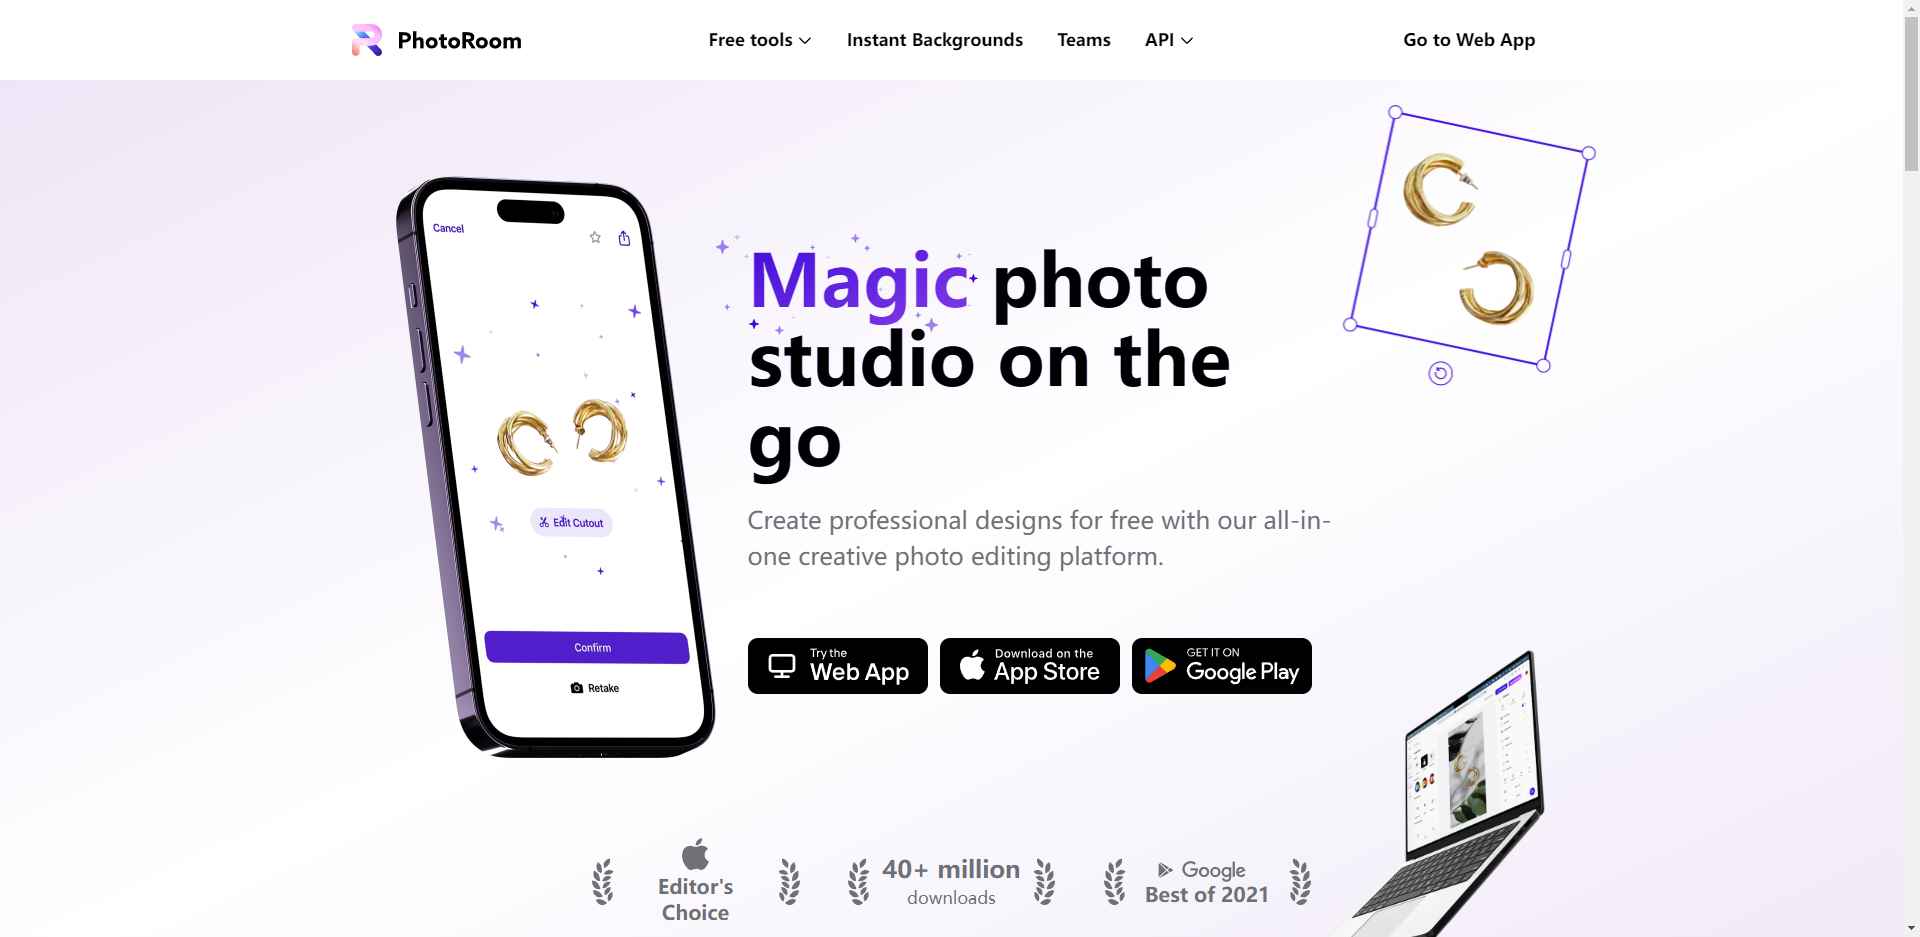 PhotoRoom
Free tools
Instant Backgrounds
Teams
API
Go to Web App
Cancel
Edit Cutout
Confirm
Retake
Magic photo
studio on the
go
Create professional designs for free with our all-in-
one creative photo editing platform.
Try the
Web App
Download on the
App Store
GET IT ON
Google Play
Editor's
Choice
40+ million
downloads
Google
Best of 2021